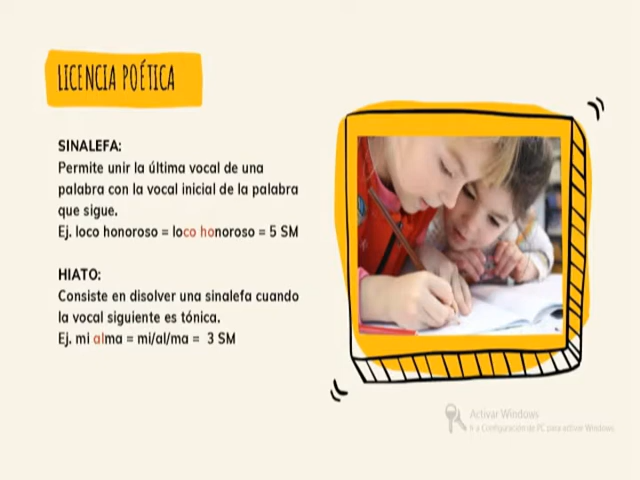 LICENCIA POÉTICA
SINALEFA:
Permite unir la última vocal de una
palabra con la vocal inicial de la palabra
que sigue.
Ej. loco honoroso = loco honoroso = 5 SM
HIATO:
Consiste en disolver una sinalefa cuando
la vocal siguiente es tónica.
Ej. mi alma = mi/al/ma = 3 SM
Activar Windows
Ir a Configuración de PC para activar Windows.